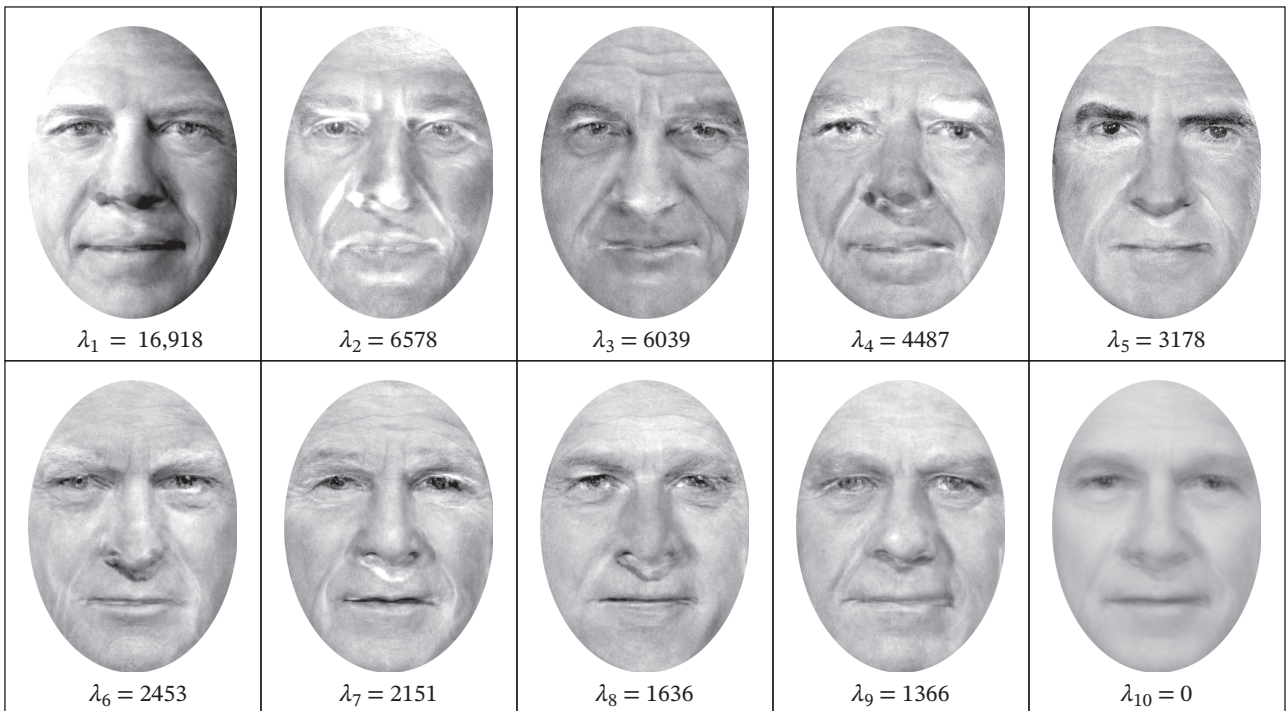 λ₁ = 16,918
λ₂ = 6578
λ₃ = 6039
λ₄ = 4487
λ₅ = 3178
λ₆ = 2453
λ₇ = 2151
λ₈ = 1636
λ₉ = 1366
λ₁₀ = 0